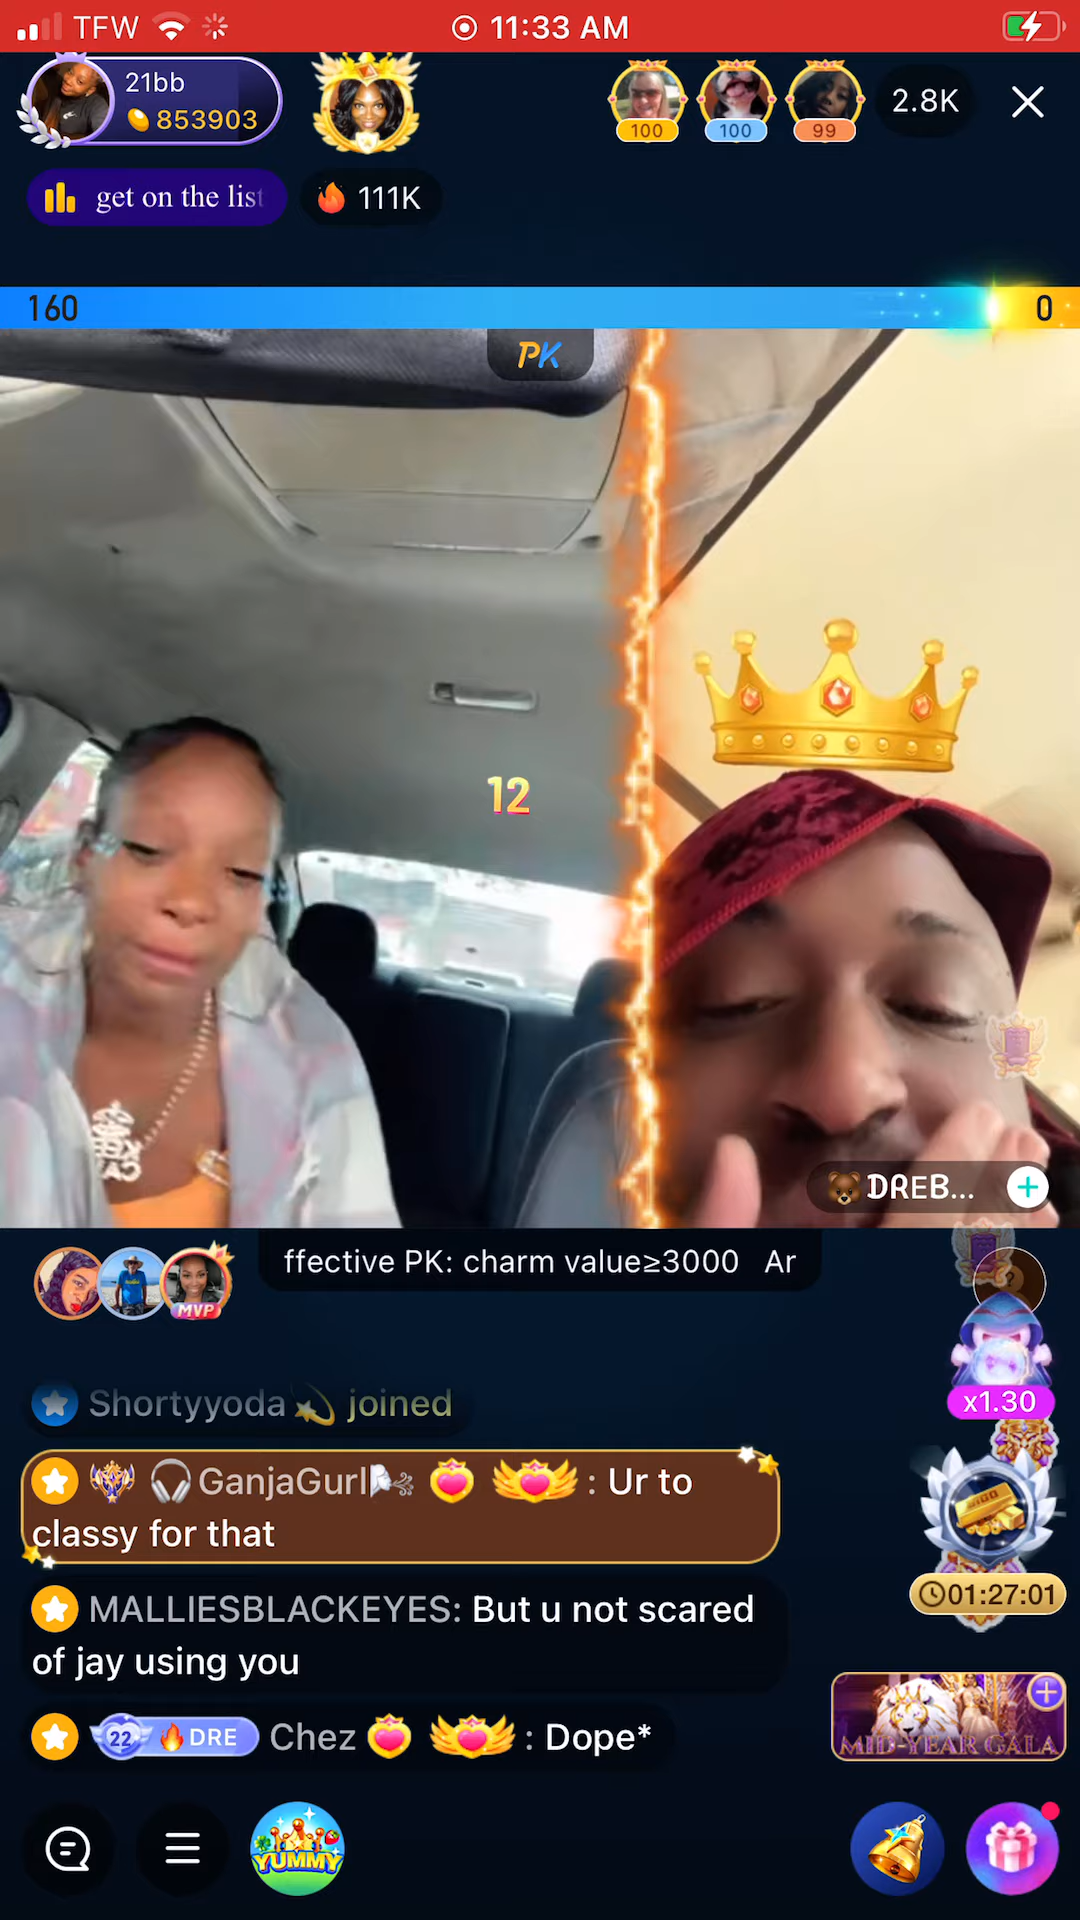 TFW
11:33 AM
21bb
853903
100
100
99
2.8K
get on the list
111K
160
0
PK
12
DREB...
MVP
ffective PK: charm value≥3000 Ar
x1.30
Shortyyoda joined
GanjaGurl : Ur to
classy for that
BIGO
01:27:01
MALLIESBLACKEYES: But u not scared
of jay using you
22 DRE Chez : Dope*
MID-YEAR GALA
YUMMY